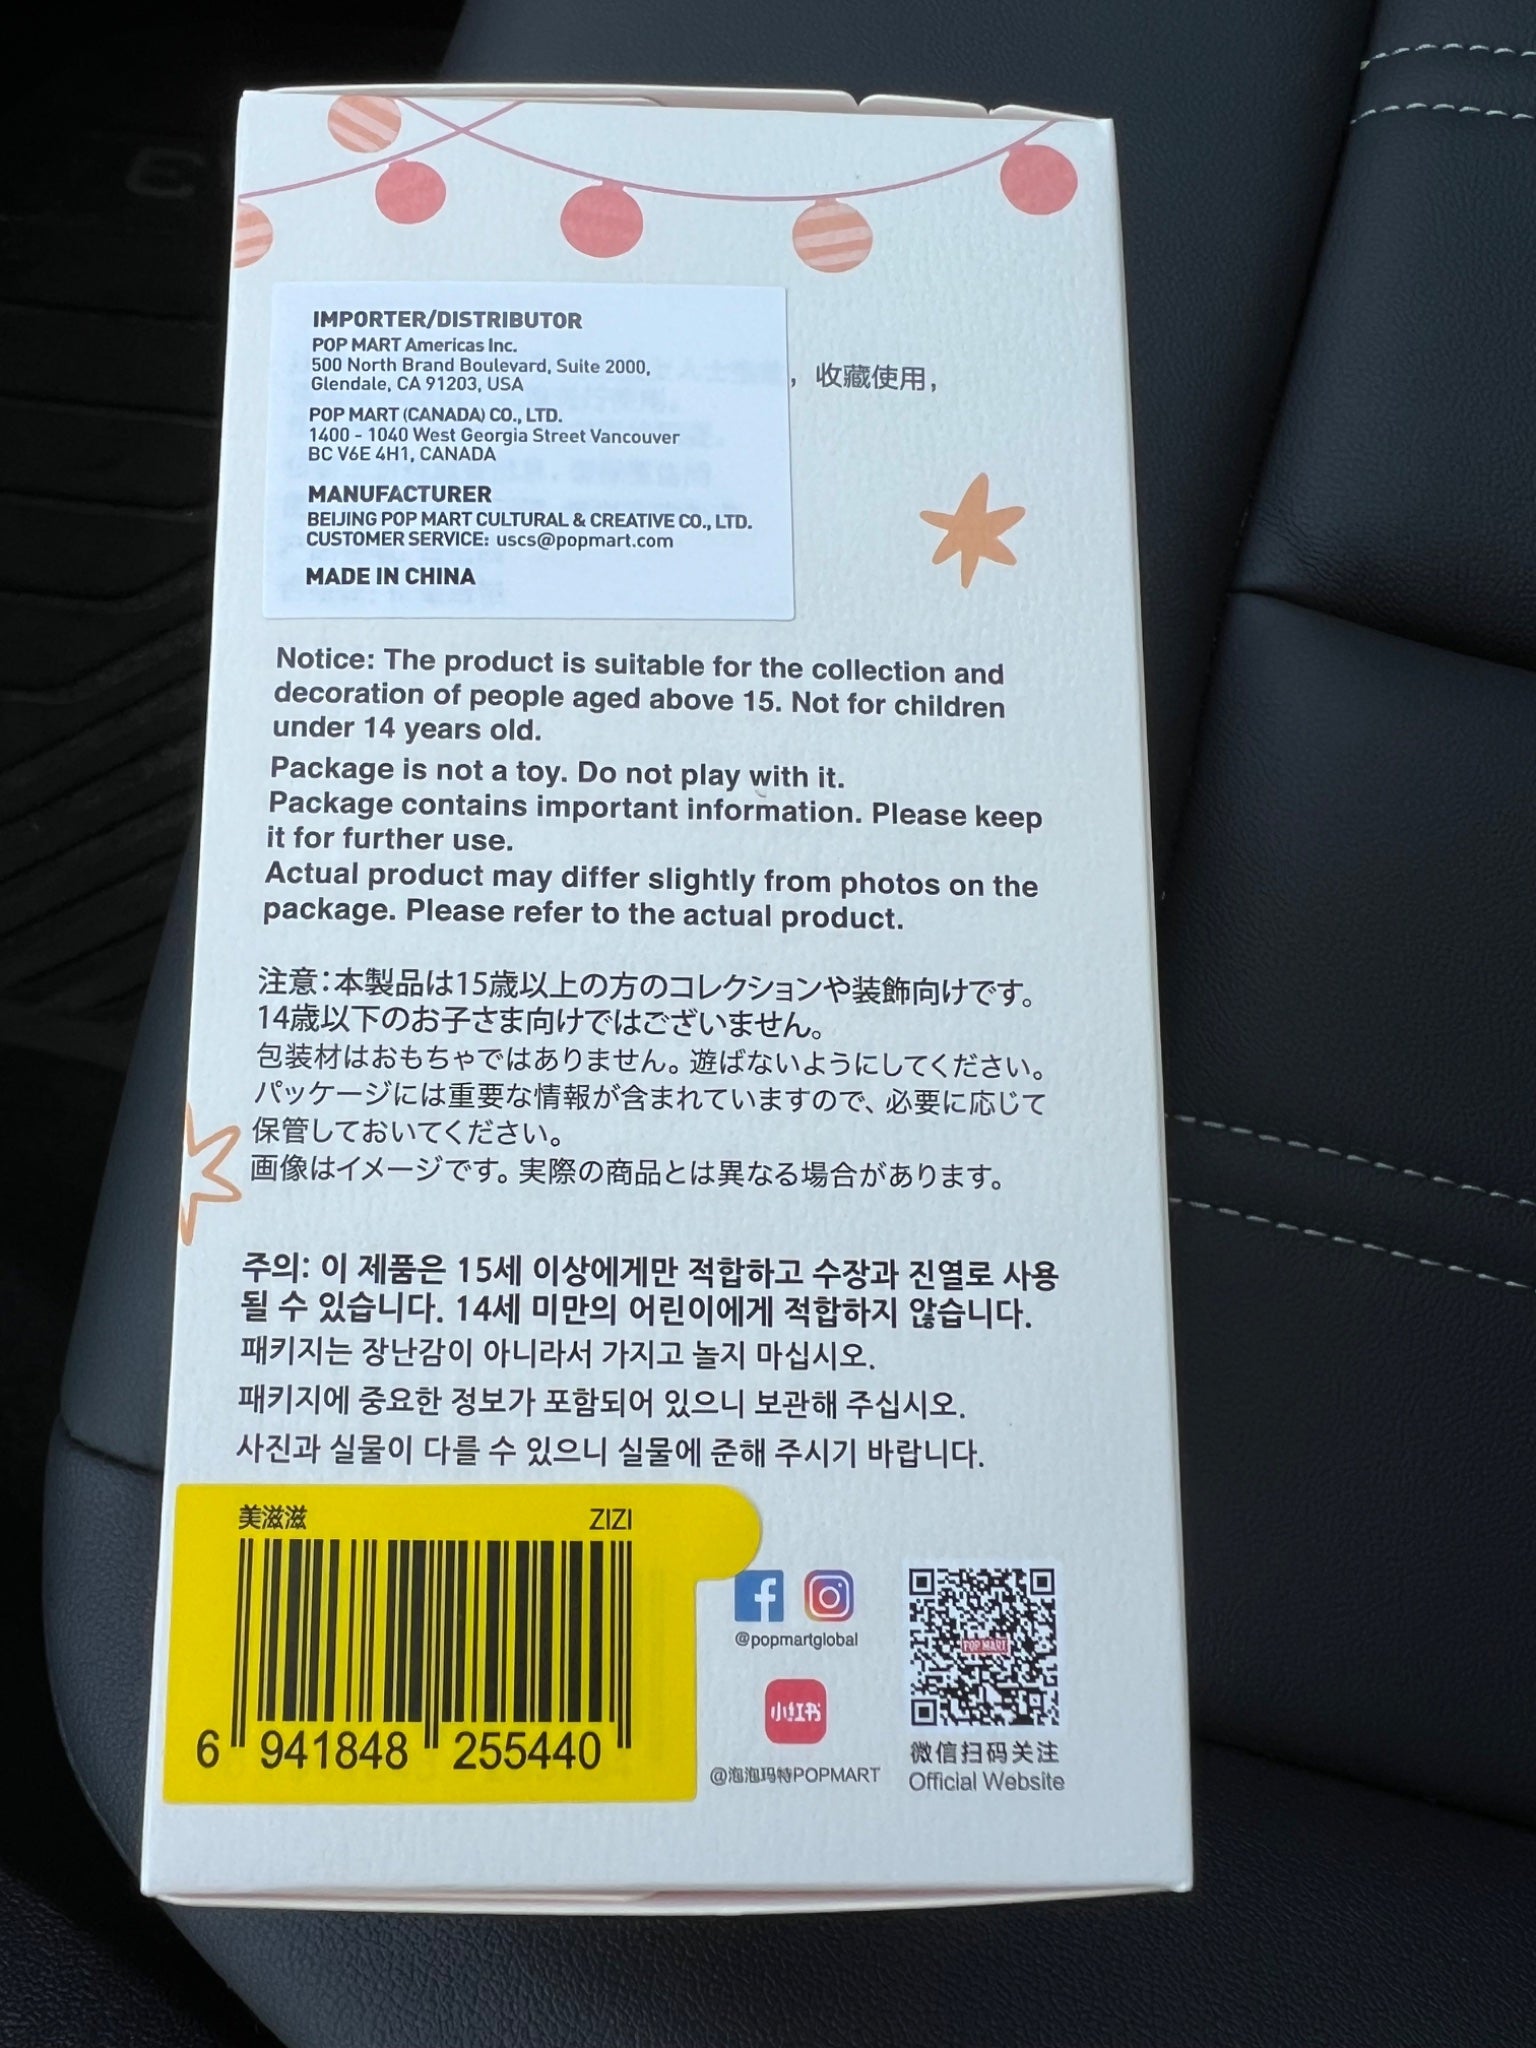 IMPORTER/DISTRIBUTOR
POP MART Americas Inc.
500 North Brand Boulevard, Suite 2000,
Glendale, CA 91203, USA
POP MART (CANADA) CO., LTD.
1400 - 1040 West Georgia Street Vancouver
BC V6E 4H1, CANADA
MANUFACTURER
BEIJING POP MART CULTURAL & CREATIVE CO., LTD.
CUSTOMER SERVICE: uscs@popmart.com
MADE IN CHINA
，收藏使用，
Notice: The product is suitable for the collection and
decoration of people aged above 15. Not for children
under 14 years old.
Package is not a toy. Do not play with it.
Package contains important information. Please keep
it for further use.
Actual product may differ slightly from photos on the
package. Please refer to the actual product.
注意：本製品は15歳以上の方のコレクションや装飾向けです。
14歳以下のお子さま向けではございません。
包装材はおもちゃではありません。遊ばないようにしてください。
パッケージには重要な情報が含まれていますので、必要に応じて
保管しておいてください。
画像はイメージです。実際の商品とは異なる場合があります。
주의: 이 제품은 15세 이상에게만 적합하고 수장과 진열로 사용
될 수 있습니다. 14세 미만의 어린이에게 적합하지 않습니다.
패키지는 장난감이 아니라서 가지고 놀지 마십시오.
패키지에 중요한 정보가 포함되어 있으니 보관해 주십시오.
사진과 실물이 다를 수 있으니 실물에 준해 주시기 바랍니다.
美滋滋 ZIZI
6 941848 255440
@popmartglobal
小红书
@泡泡玛特POPMART
POP MART
微信扫码关注
Official Website